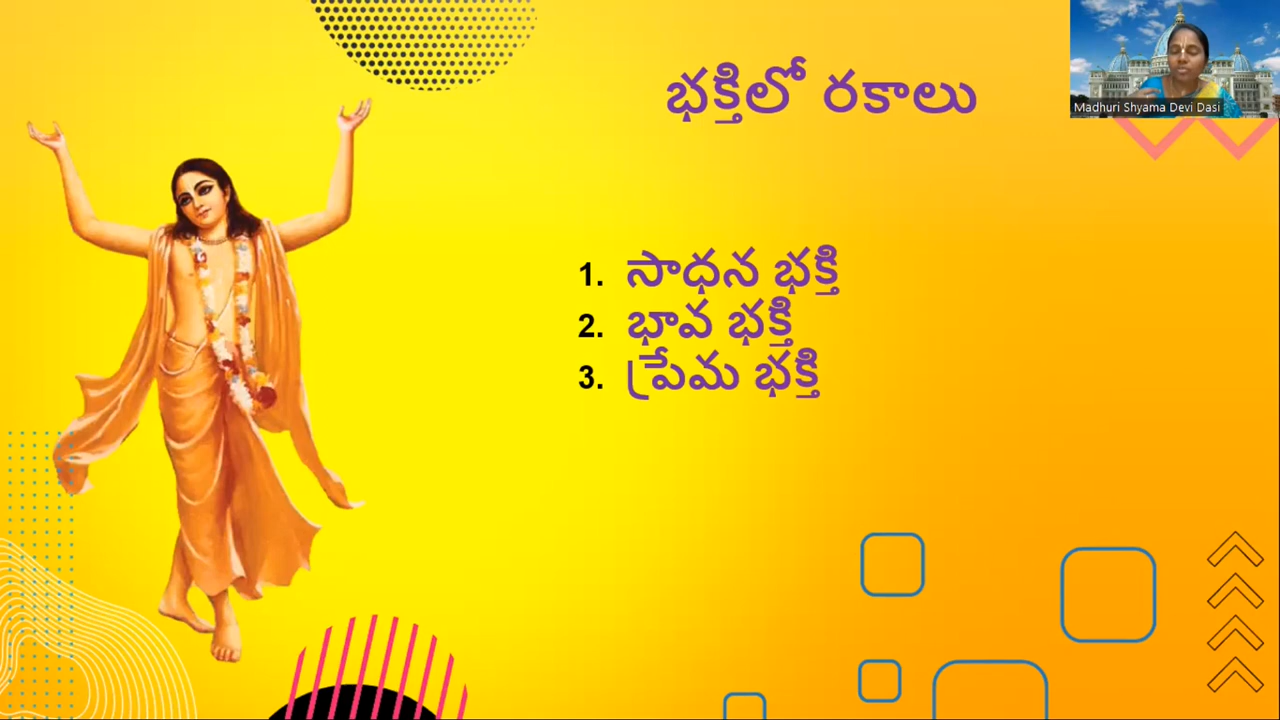 భక్తిలో రకాలు
Madhuri Shyama Devi Dasi
1. సాధన భక్తి
2. భావ భక్తి
3. ప్రేమ భక్తి